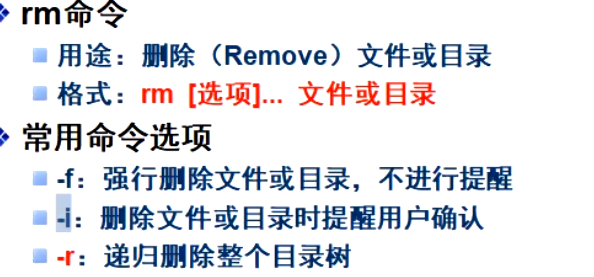 rm命令
用途：删除（Remove）文件或目录
格式：rm [选项]... 文件或目录
常用命令选项
-f：强行删除文件或目录，不进行提醒
-i：删除文件或目录时提醒用户确认
-r：递归删除整个目录树